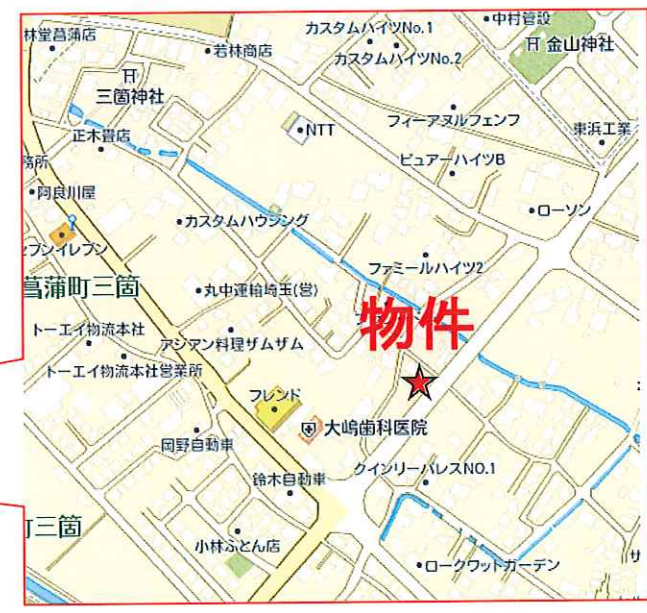 林堂菖蒲店
若林商店
カスタムハイツNo.1
カスタムハイツNo.2
中村管設
金山神社
三箇神社
正木畳店
NTT
フィーアヌルフェンフ
東浜工業
ピュアーハイツB
務所
阿良川屋
ローソン
セブンイレブン
カスタムハウジング
菖蒲町三箇
丸中運輸埼玉(営)
ファミールハイツ2
物件
トーエイ物流本社
アジアン料理ザムザム
トーエイ物流本社営業所
フレンド
大嶋歯科医院
岡野自動車
鈴木自動車
クインリーパレスNO.1
町三箇
小林ふとん店
ロークワットガーデン
サ